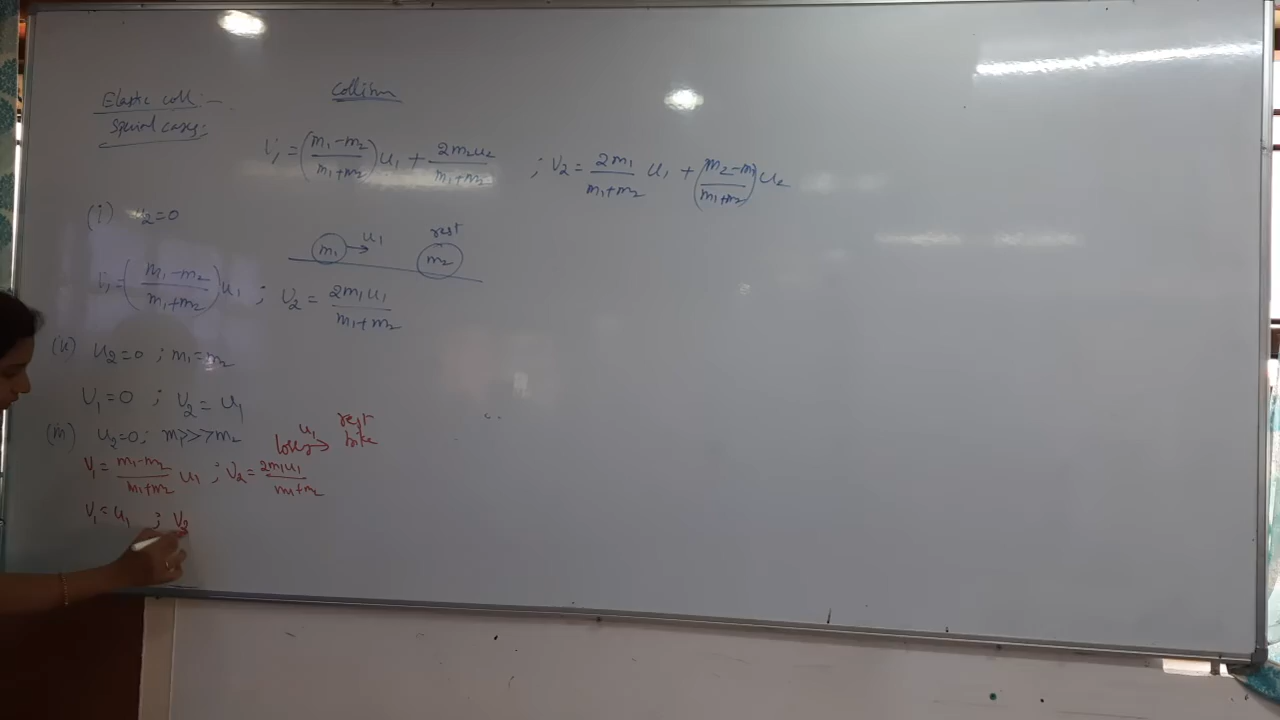 Collision
Elastic coll:-
Special cases:
V₁ = ((m₁-m₂)/(m₁+m₂))u₁ + 2m₂u₂/(m₁+m₂) ; V₂ = 2m₁/(m₁+m₂) u₁ + ((m₂-m₁)/(m₁+m₂))u₂
(i) u₂=0
m₁ → u₁ rest m₂
V₁ = ((m₁-m₂)/(m₁+m₂))u₁ ; V₂ = 2m₁u₁/(m₁+m₂)
(ii) u₂=0 ; m₁=m₂
V₁=0 ; V₂ = u₁
(iii) u₂=0; m₁>>>m₂
u₁ rest
bike
V₁ = (m₁-m₂)/(m₁+m₂) u₁ ; V₂ = 2m₁u₁/(m₁+m₂)
V₁ = u₁ ; V₂